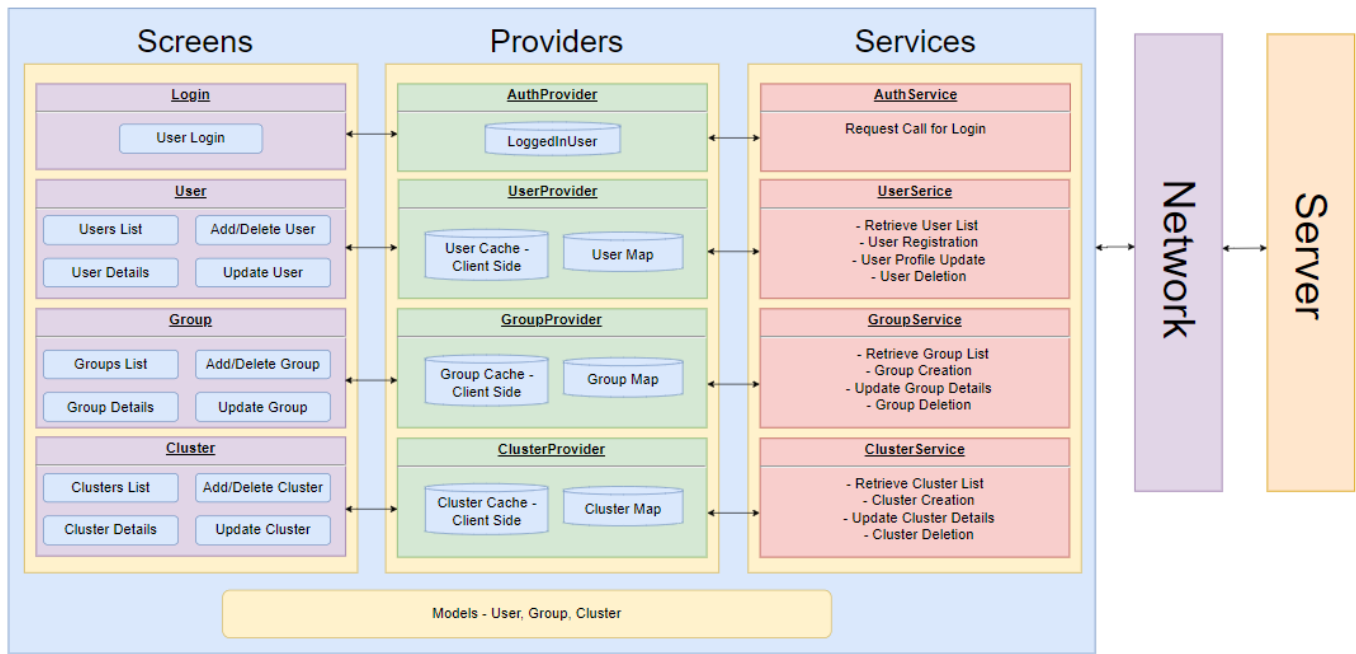 Screens
Providers
Services
Login
User Login
AuthProvider
LoggedInUser
AuthService
Request Call for Login
User
Users List
Add/Delete User
User Details
Update User
UserProvider
User Cache -
Client Side
User Map
UserSerice
- Retrieve User List
- User Registration
- User Profile Update
- User Deletion
Group
Groups List
Add/Delete Group
Group Details
Update Group
GroupProvider
Group Cache -
Client Side
Group Map
GroupService
- Retrieve Group List
- Group Creation
- Update Group Details
- Group Deletion
Cluster
Clusters List
Add/Delete Cluster
Cluster Details
Update Cluster
ClusterProvider
Cluster Cache -
Client Side
Cluster Map
ClusterService
- Retrieve Cluster List
- Cluster Creation
- Update Cluster Details
- Cluster Deletion
Models - User, Group, Cluster
Network
Server